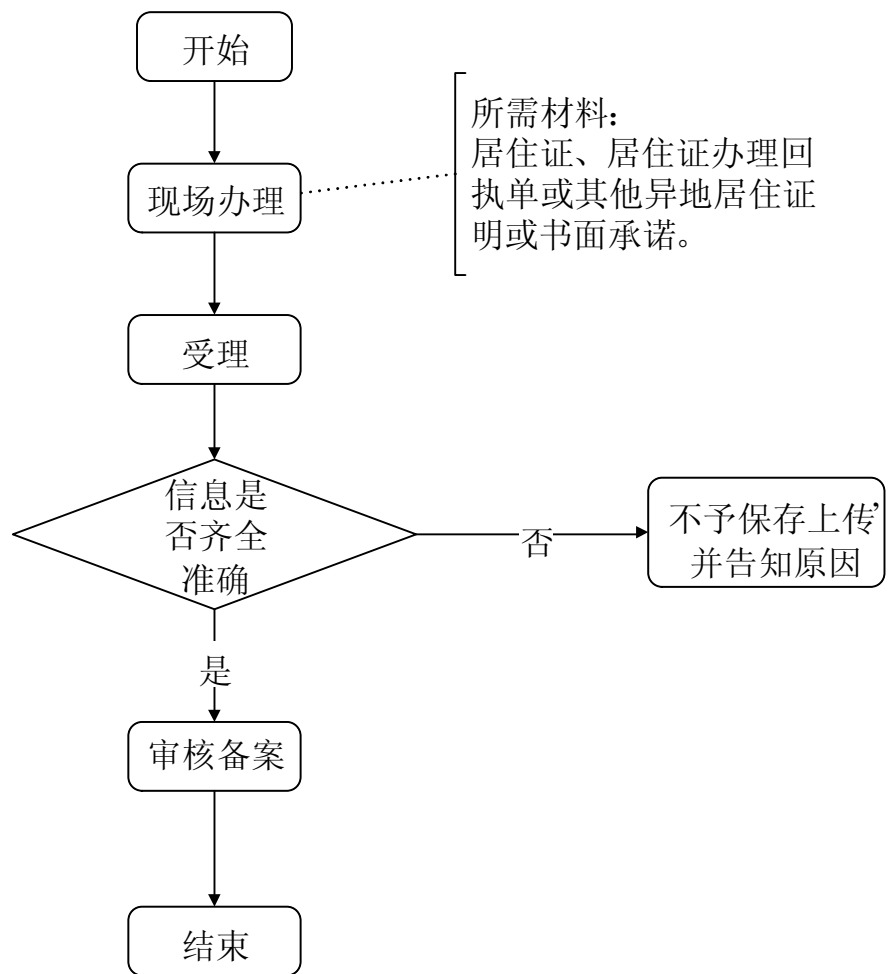 开始
所需材料：
居住证、居住证办理回
执单或其他异地居住证
明或书面承诺。
现场办理
受理
信息是
否齐全
准确
否
不予保存上传，
并告知原因
是
审核备案
结束